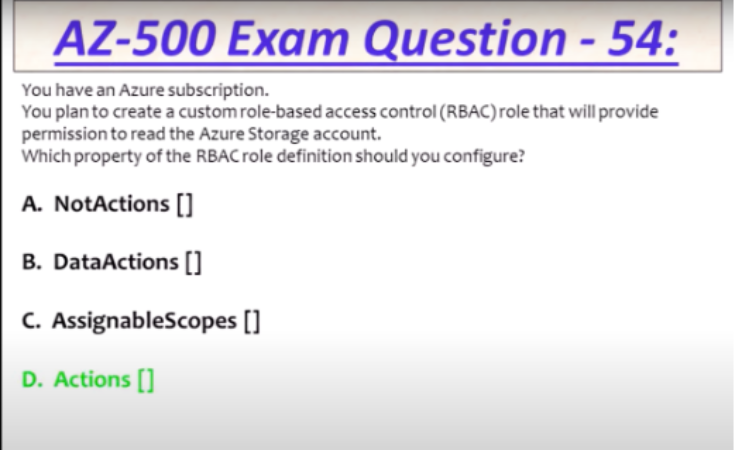 AZ-500 Exam Question - 54:
You have an Azure subscription.
You plan to create a custom role-based access control (RBAC) role that will provide
permission to read the Azure Storage account.
Which property of the RBAC role definition should you configure?
A. NotActions []
B. DataActions []
C. AssignableScopes []
D. Actions []